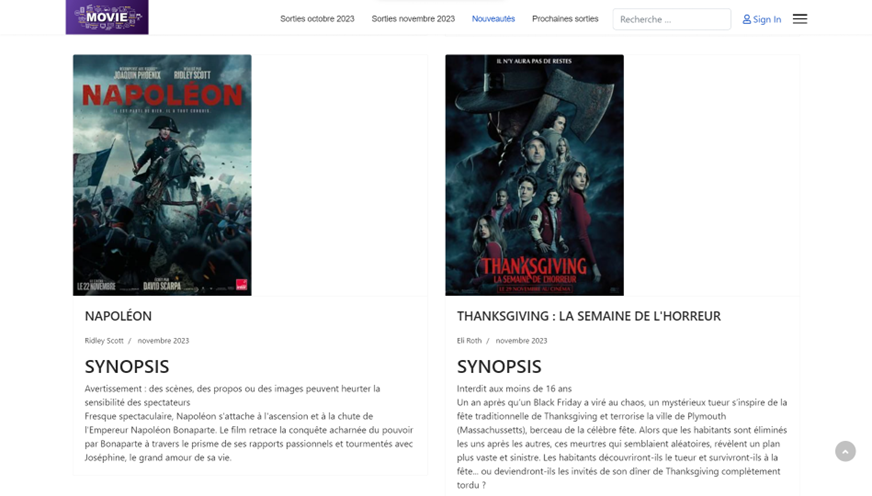 MOVIE
Sorties octobre 2023
Sorties novembre 2023
Nouveautés
Prochaines sorties
Recherche ...
Sign In
JOAQUIN PHOENIX
RIDLEY SCOTT
NAPOLÉON
LE 22 NOVEMBRE
DAVID SCARPA
IL N'Y AURA PAS DE RESTES
THANKSGIVING
LA SEMAINE DE L'HORREUR
NAPOLÉON
Ridley Scott / novembre 2023
SYNOPSIS
Avertissement : des scènes, des propos ou des images peuvent heurter la
sensibilité des spectateurs
Fresque spectaculaire, Napoléon s'attache à l'ascension et à la chute de
l'Empereur Napoléon Bonaparte. Le film retrace la conquête acharnée du pouvoir
par Bonaparte à travers le prisme de ses rapports passionnels et tourmentés avec
Joséphine, le grand amour de sa vie.
THANKSGIVING : LA SEMAINE DE L'HORREUR
Eli Roth / novembre 2023
SYNOPSIS
Interdit aux moins de 16 ans
Un an après qu'un Black Friday a viré au chaos, un mystérieux tueur s'inspire de la
fête traditionnelle de Thanksgiving et terrorise la ville de Plymouth
(Massachussetts), berceau de la célèbre fête. Alors que les habitants sont éliminés
les uns après les autres, ces meurtres qui semblaient aléatoires, révèlent un plan
plus vaste et sinistre. Les habitants découvriront-ils le tueur et survivront-ils à la
fête... ou deviendront-ils les invités de son dîner de Thanksgiving complètement
tordu ?